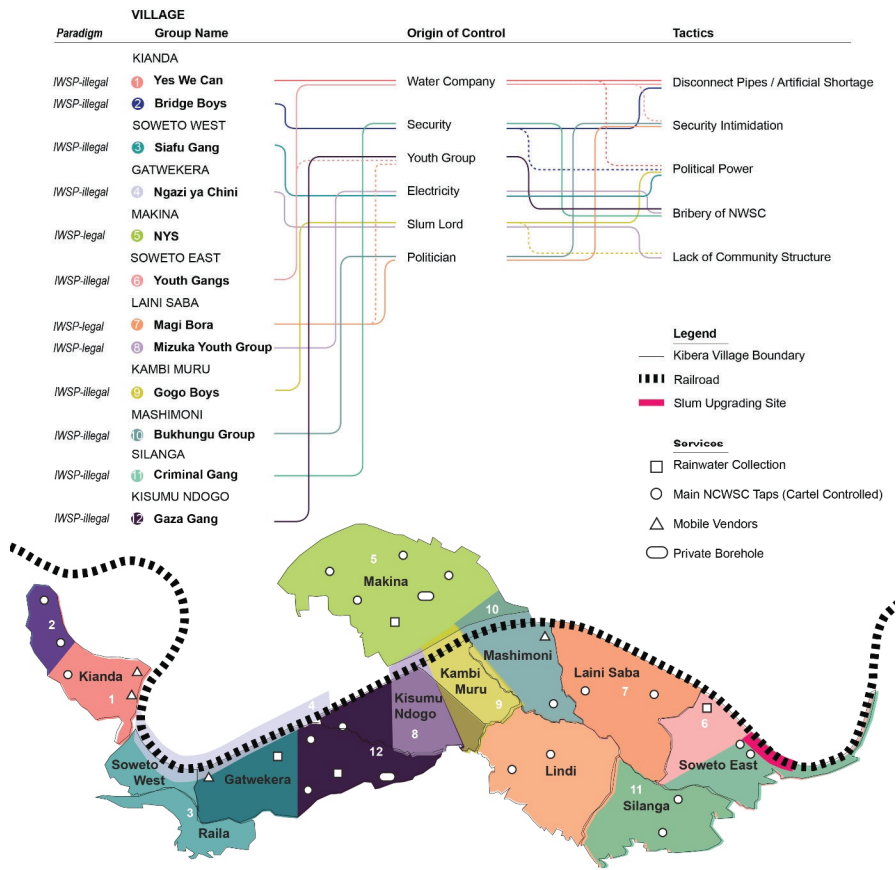 VILLAGE
Paradigm Group Name Origin of Control Tactics
KIANDA
IWSP-illegal 1 Yes We Can Water Company Disconnect Pipes / Artificial Shortage
IWSP-illegal 2 Bridge Boys
SOWETO WEST Security Security Intimidation
IWSP-illegal 3 Siafu Gang
Youth Group
GATWEKERA Political Power
IWSP-illegal 4 Ngazi ya Chini Electricity
MAKINA Bribery of NWSC
Slum Lord
IWSP-legal 5 NYS
SOWETO EAST Politician Lack of Community Structure
IWSP-illegal 6 Youth Gangs
LAINI SABA
IWSP-legal 7 Magi Bora
IWSP-legal 8 Mizuka Youth Group
KAMBI MURU
IWSP-illegal 9 Gogo Boys
MASHIMONI
IWSP-illegal 10 Bukhungu Group
SILANGA
IWSP-illegal 11 Criminal Gang
KISUMU NDOGO
IWSP-illegal 12 Gaza Gang
Legend
Kibera Village Boundary
Railroad
Slum Upgrading Site
Services
Rainwater Collection
Main NCWSC Taps (Cartel Controlled)
Mobile Vendors
Private Borehole
5
Makina
10
2
Mashimoni
Kianda
1
Kambi
Muru
Laini Saba
7
Kisumu
Ndogo
4
9
6
8
12
Soweto
West
Gatwekera
Lindi
Soweto East
11
Silanga
3
Raila